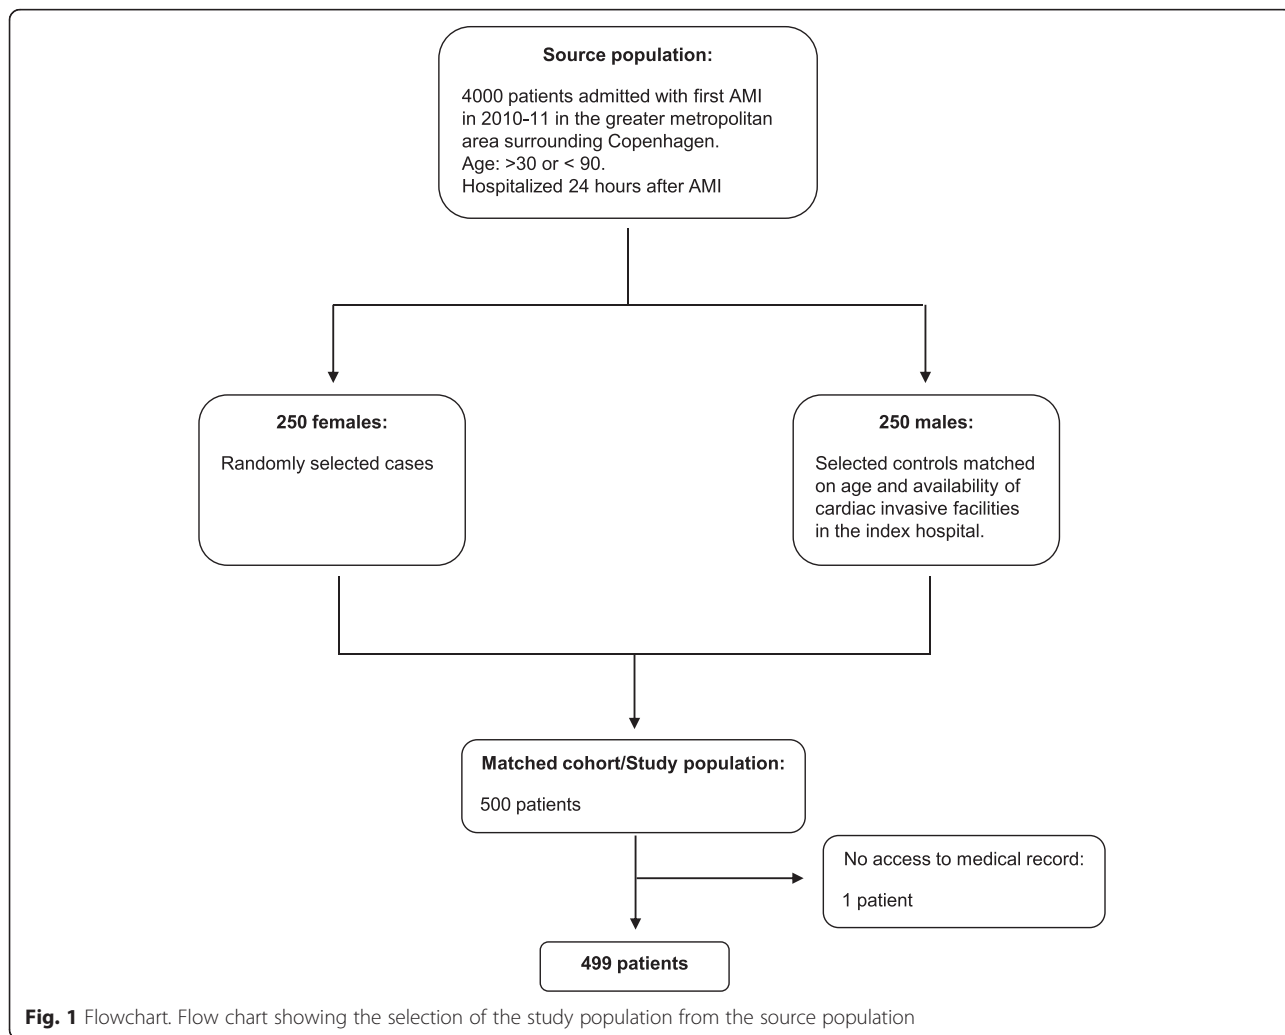 Source population:
4000 patients admitted with first AMI
in 2010-11 in the greater metropolitan
area surrounding Copenhagen.
Age: >30 or < 90.
Hospitalized 24 hours after AMI
250 females:
Randomly selected cases
250 males:
Selected controls matched
on age and availability of
cardiac invasive facilities
in the index hospital.
Matched cohort/Study population:
500 patients
No access to medical record:
1 patient
499 patients
Fig. 1 Flowchart. Flow chart showing the selection of the study population from the source population